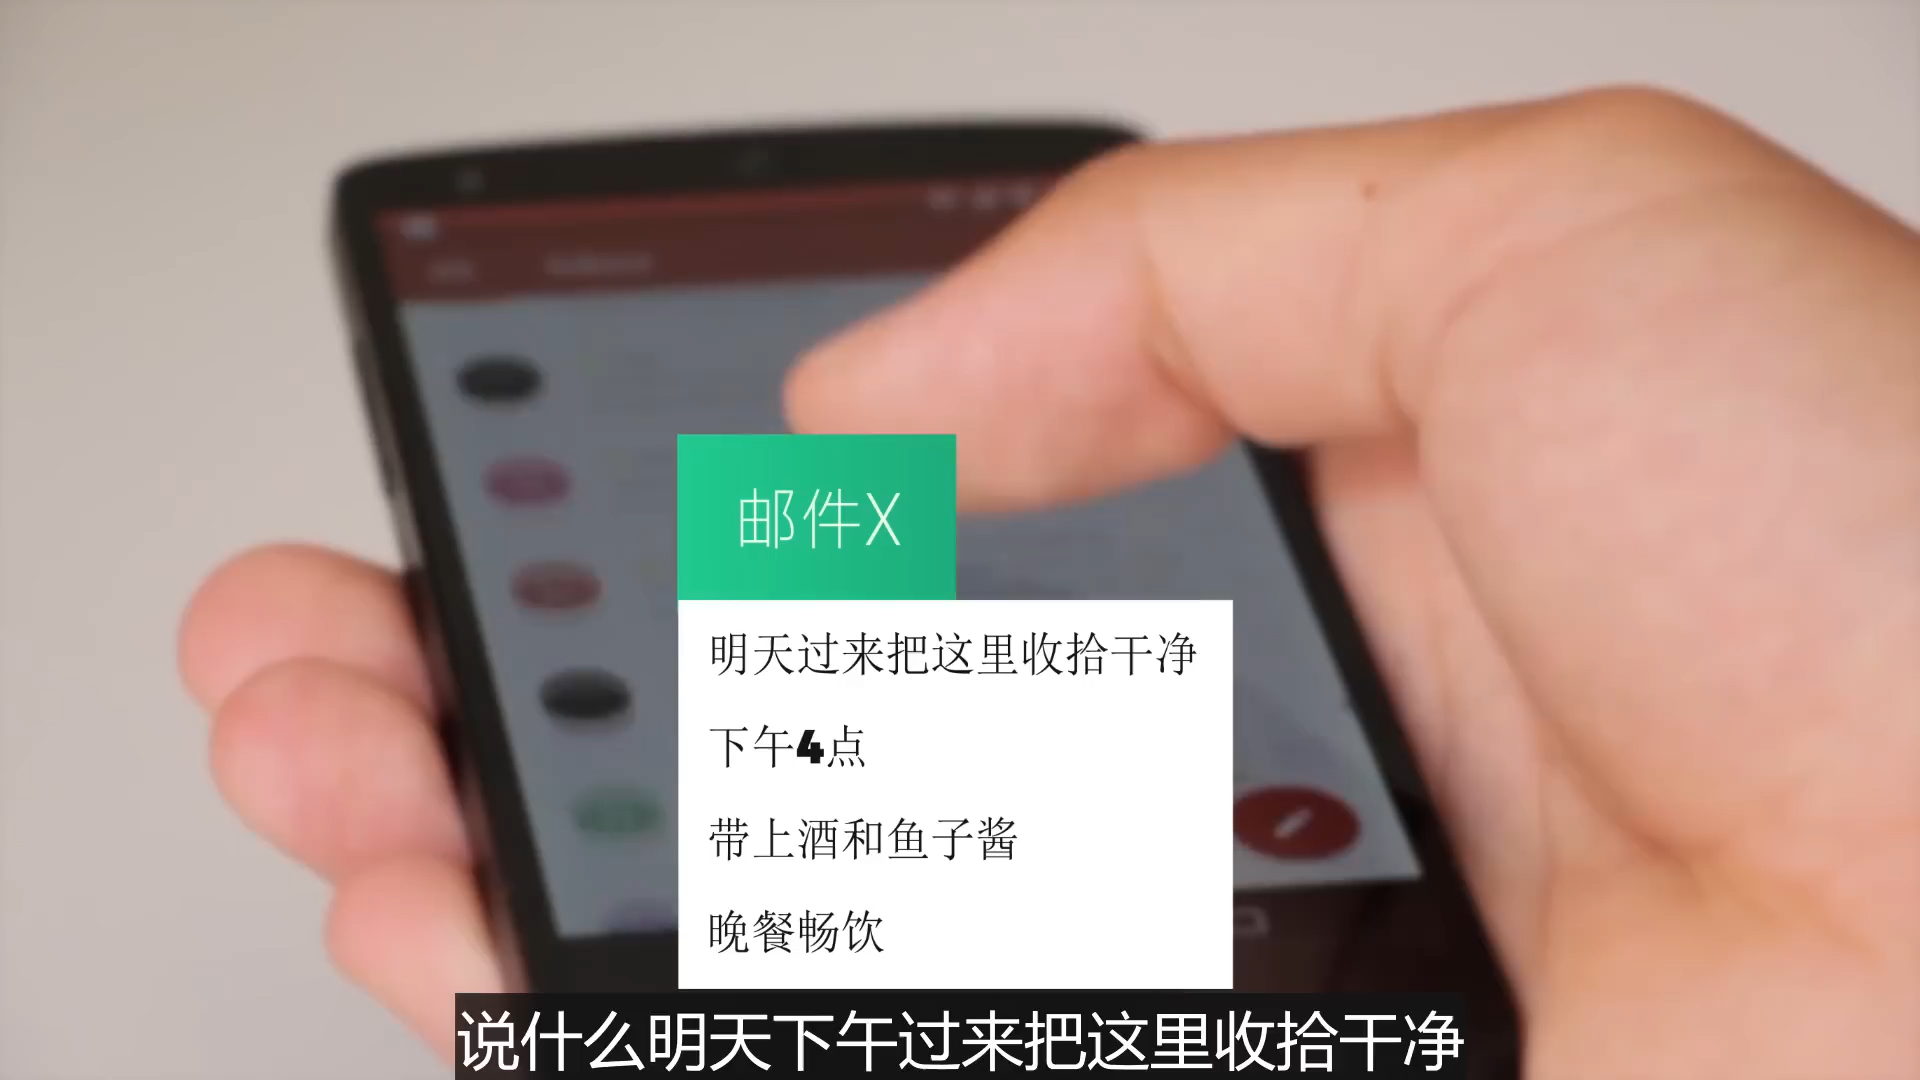 邮件X
明天过来把这里收拾干净
下午4点
带上酒和鱼子酱
晚餐畅饮
说什么明天下午过来把这里收拾干净